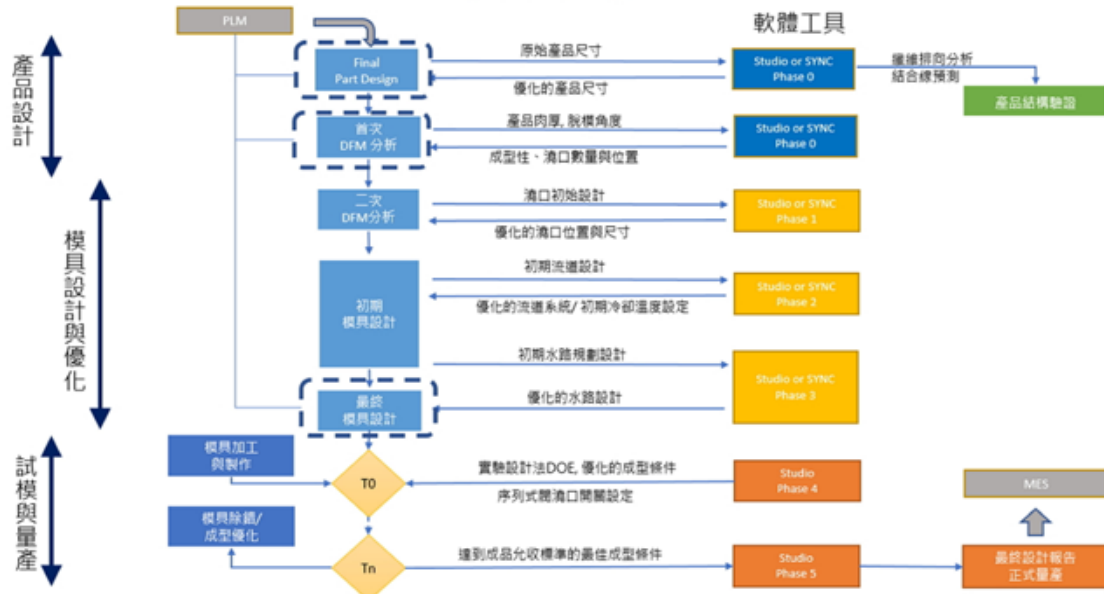 軟體工具
PLM
產品設計
Final
Part Design
原始產品尺寸
優化的產品尺寸
Studio or SYNC
Phase 0
纖維排向分析
結合線預測
產品結構驗證
首次
DFM 分析
產品肉厚, 脫模角度
成型性、澆口數量與位置
Studio or SYNC
Phase 0
模具設計與優化
二次
DFM分析
澆口初始設計
優化的澆口位置與尺寸
Studio or SYNC
Phase 1
初期
模具設計
初期流道設計
優化的流道系統/ 初期冷卻溫度設定
Studio or SYNC
Phase 2
初期水路規劃設計
優化的水路設計
Studio or SYNC
Phase 3
最終
模具設計
試模與量產
模具加工
與製作
T0
實驗設計法DOE, 優化的成型條件
序列式閥澆口開關設定
Studio
Phase 4
MES
模具除錯/
成型優化
Tn
達到成品允收標準的最佳成型條件
Studio
Phase 5
最終設計報告
正式量產